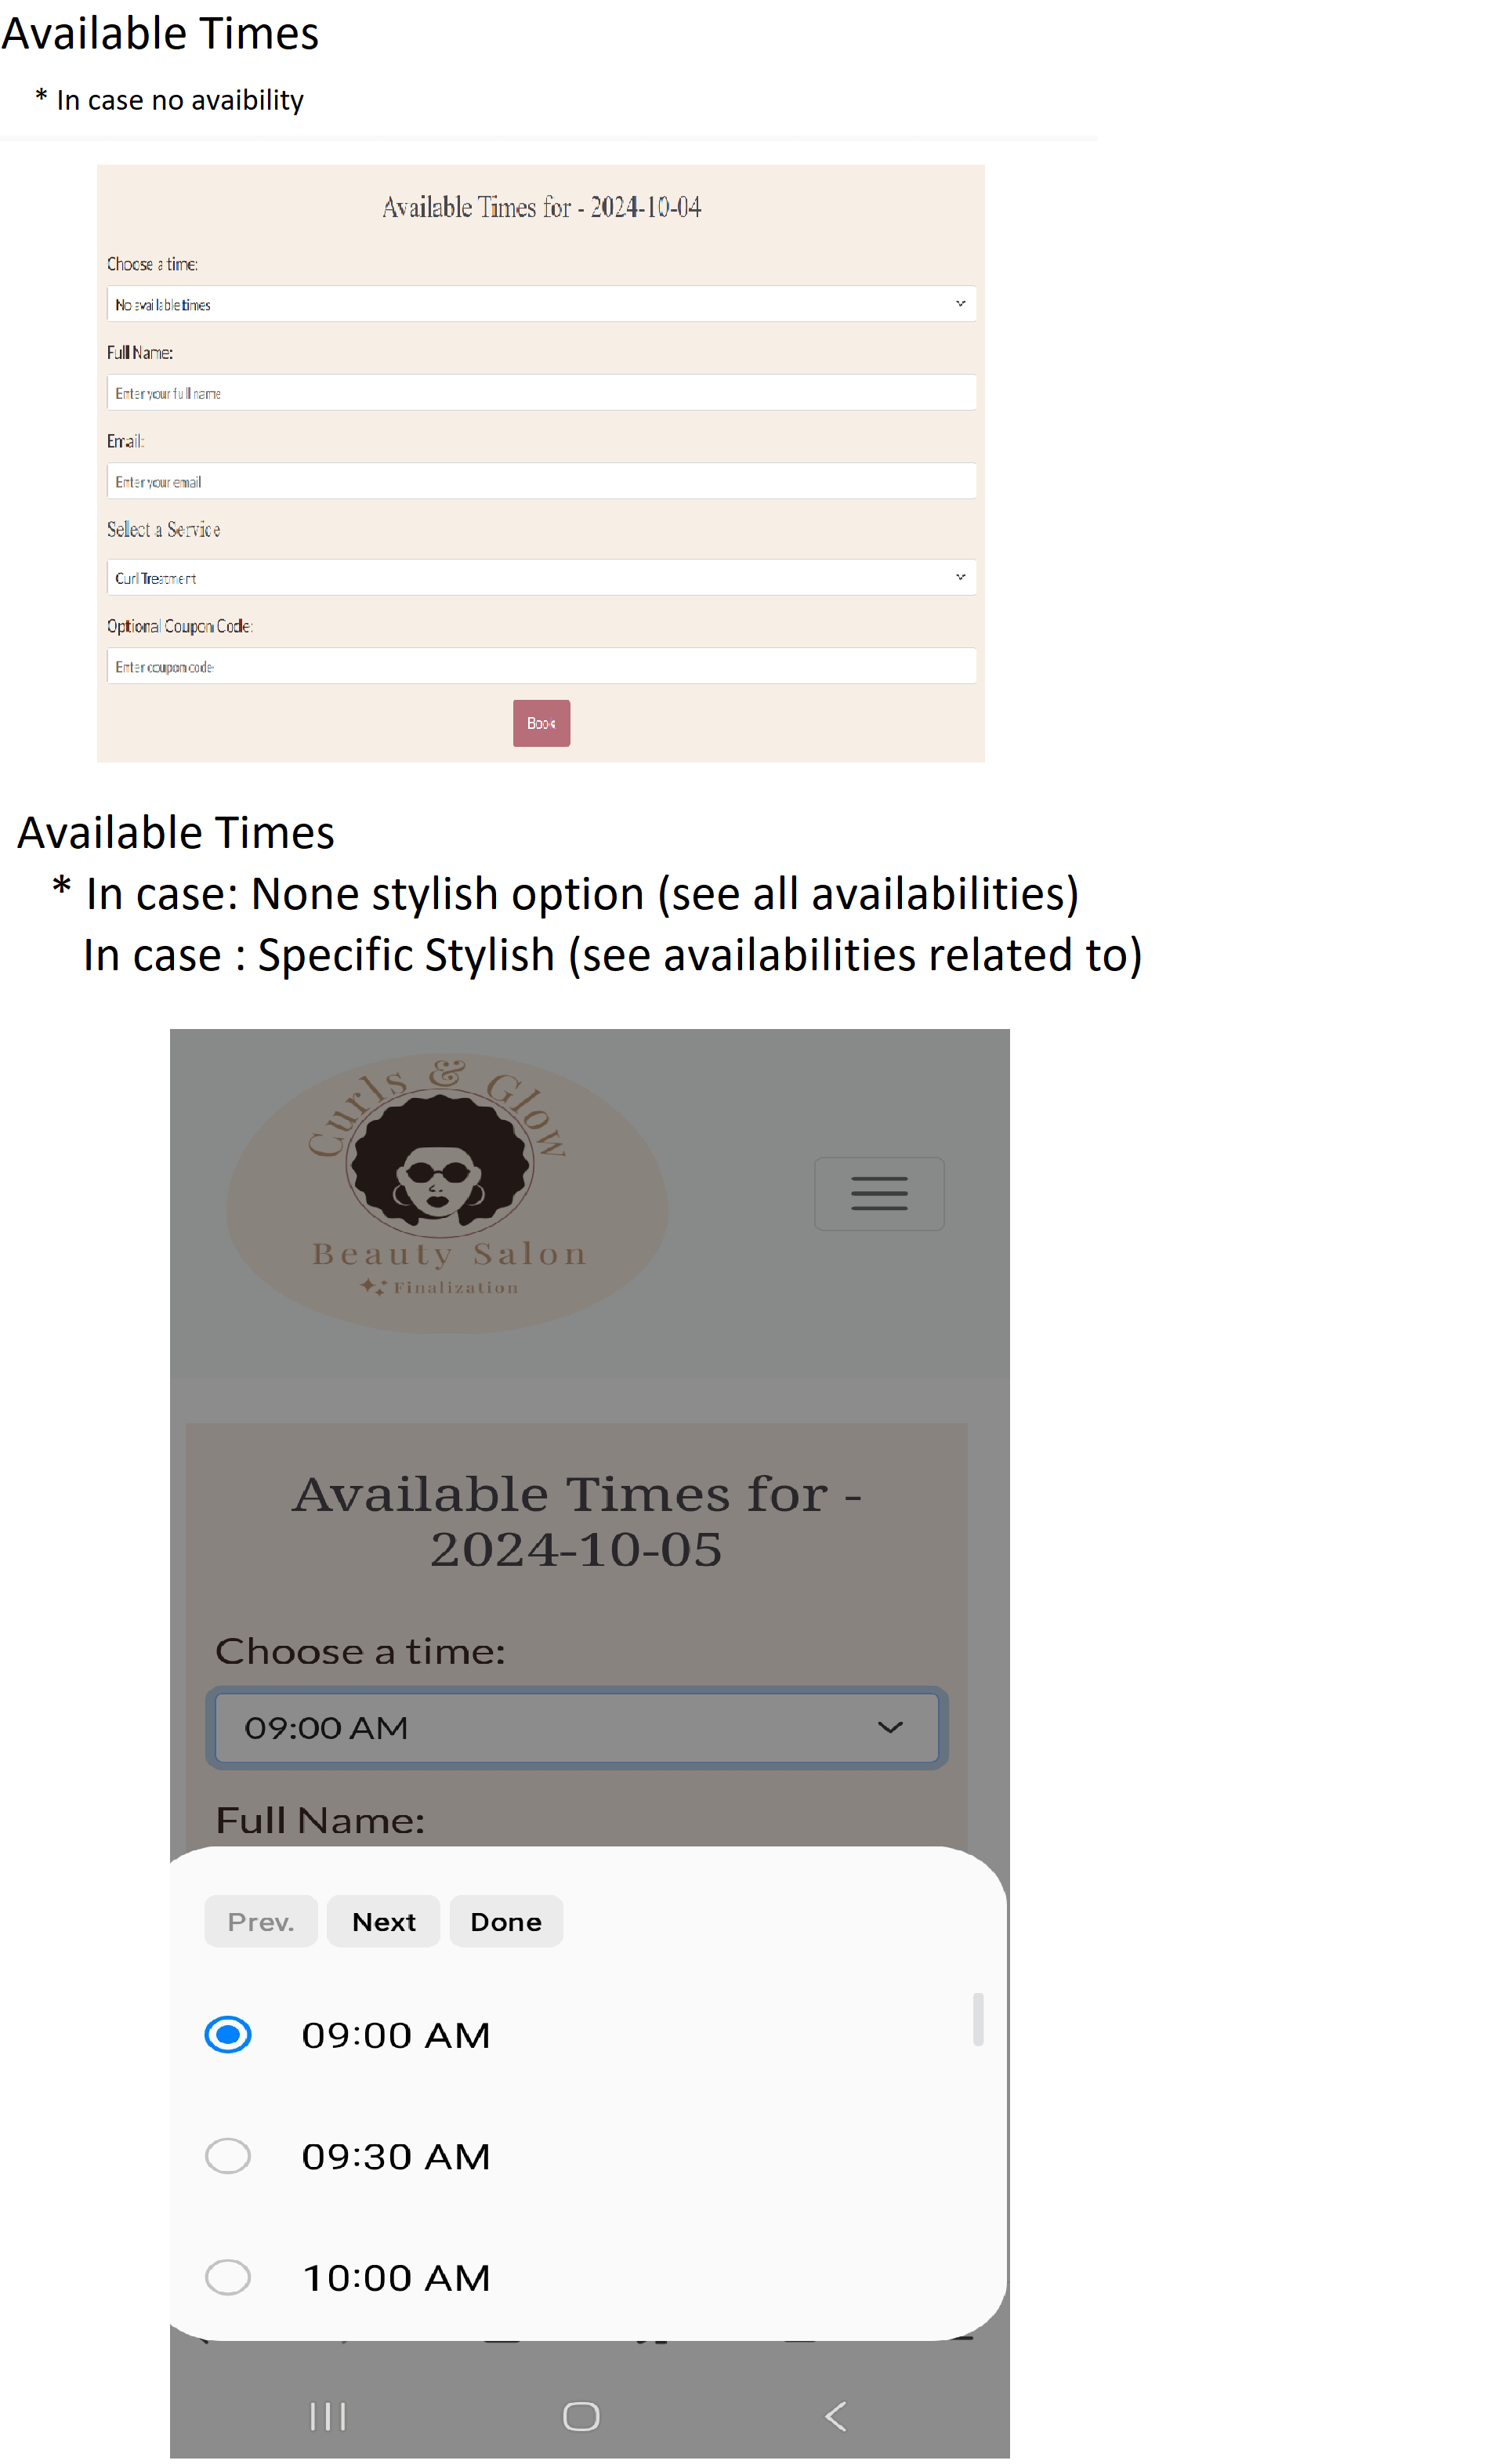 Available Times
* In case no avaibility
Available Times for - 2024-10-04
Choose a time:
No available times
Full Name:
Enter your full name
Email:
Enter your email
Select a Service
Curl Treatment
Optional Coupon Code:
Enter coupon code
Book
Available Times
* In case: None stylish option (see all availabilities)
In case : Specific Stylish (see availabilities related to)
Curls & Glow
Beauty Salon
Finalization
Available Times for -
2024-10-05
Choose a time:
09:00 AM
Full Name:
Prev. Next Done
09:00 AM
09:30 AM
10:00 AM